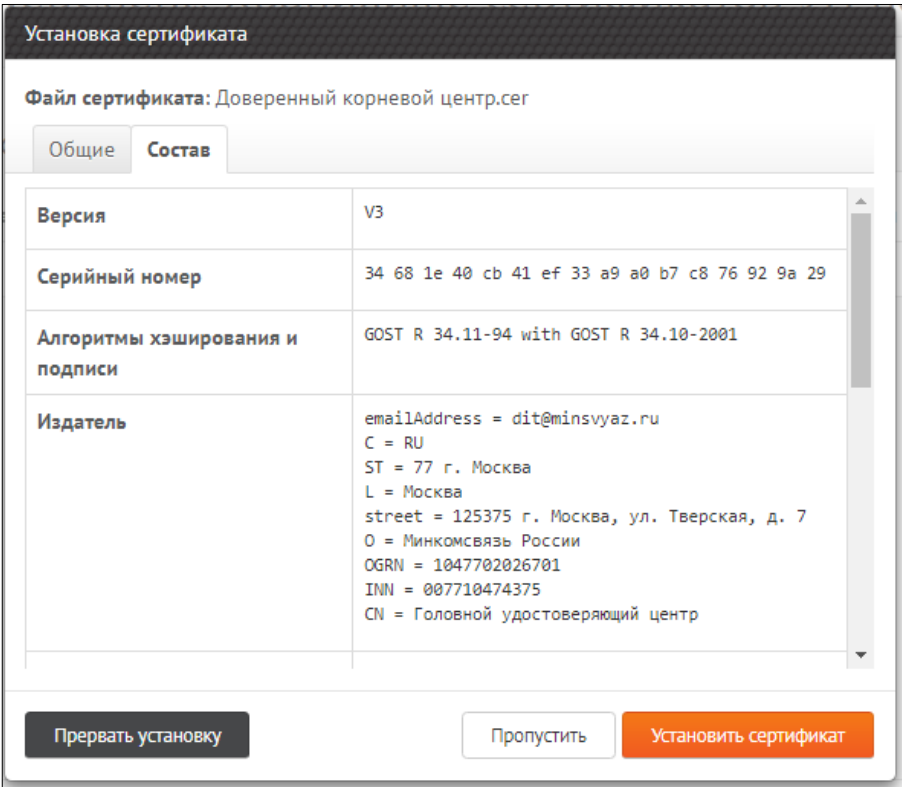 Установка сертификата
Файл сертификата: Доверенный корневой центр.cer
Общие
Состав
Версия
V3
Серийный номер
34 68 1e 40 cb 41 ef 33 a9 a0 b7 c8 76 92 9a 29
Алгоритмы хэширования и
подписи
GOST R 34.11-94 with GOST R 34.10-2001
Издатель
emailAddress = dit@minsvyaz.ru
C = RU
ST = 77 г. Москва
L = Москва
street = 125375 г. Москва, ул. Тверская, д. 7
O = Минкомсвязь России
OGRN = 1047702026701
INN = 007710474375
CN = Головной удостоверяющий центр
Прервать установку
Пропустить
Установить сертификат